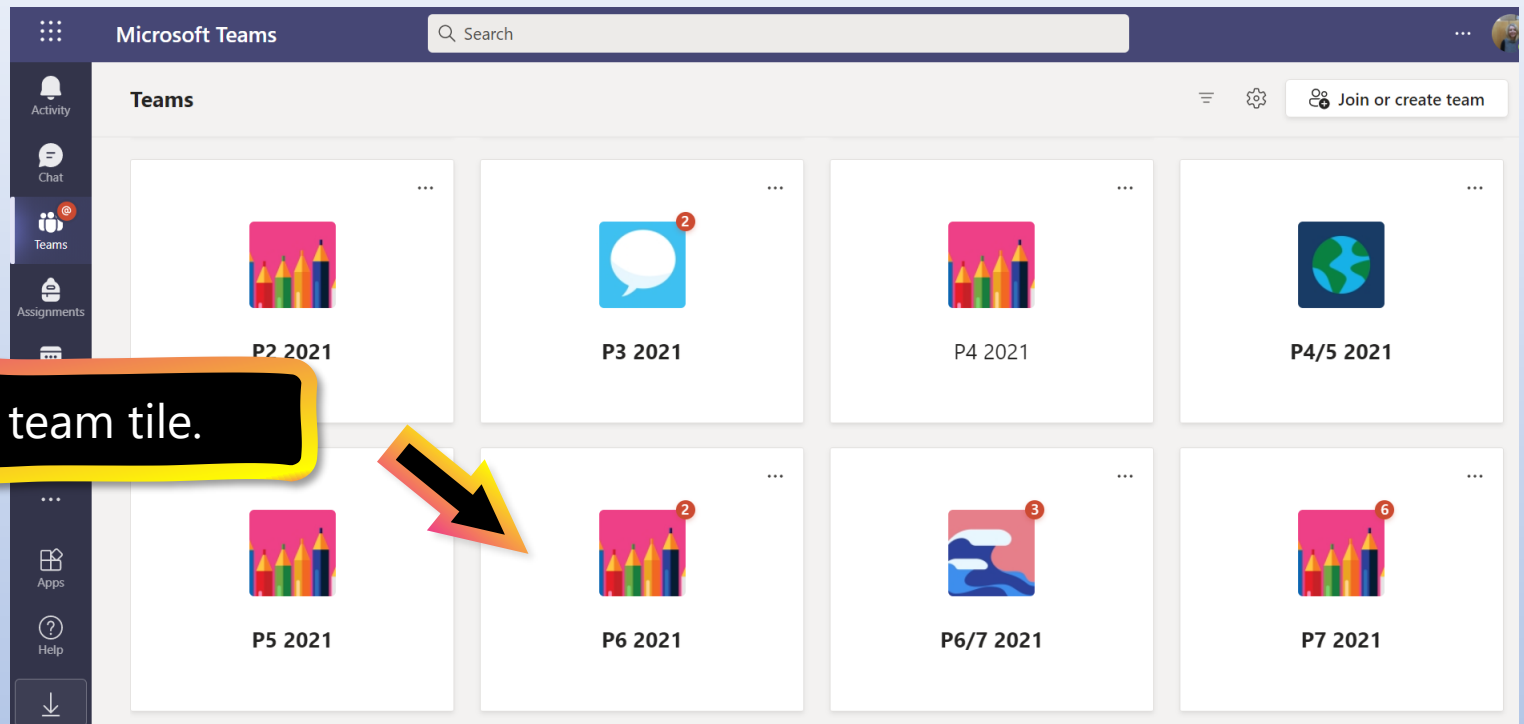 Microsoft Teams
Search
Activity
Chat
@
Teams
Assignments
Apps
Help
Teams
Join or create team
P2 2021
2
P3 2021
P4 2021
P4/5 2021
team tile.
P5 2021
2
P6 2021
3
P6/7 2021
6
P7 2021